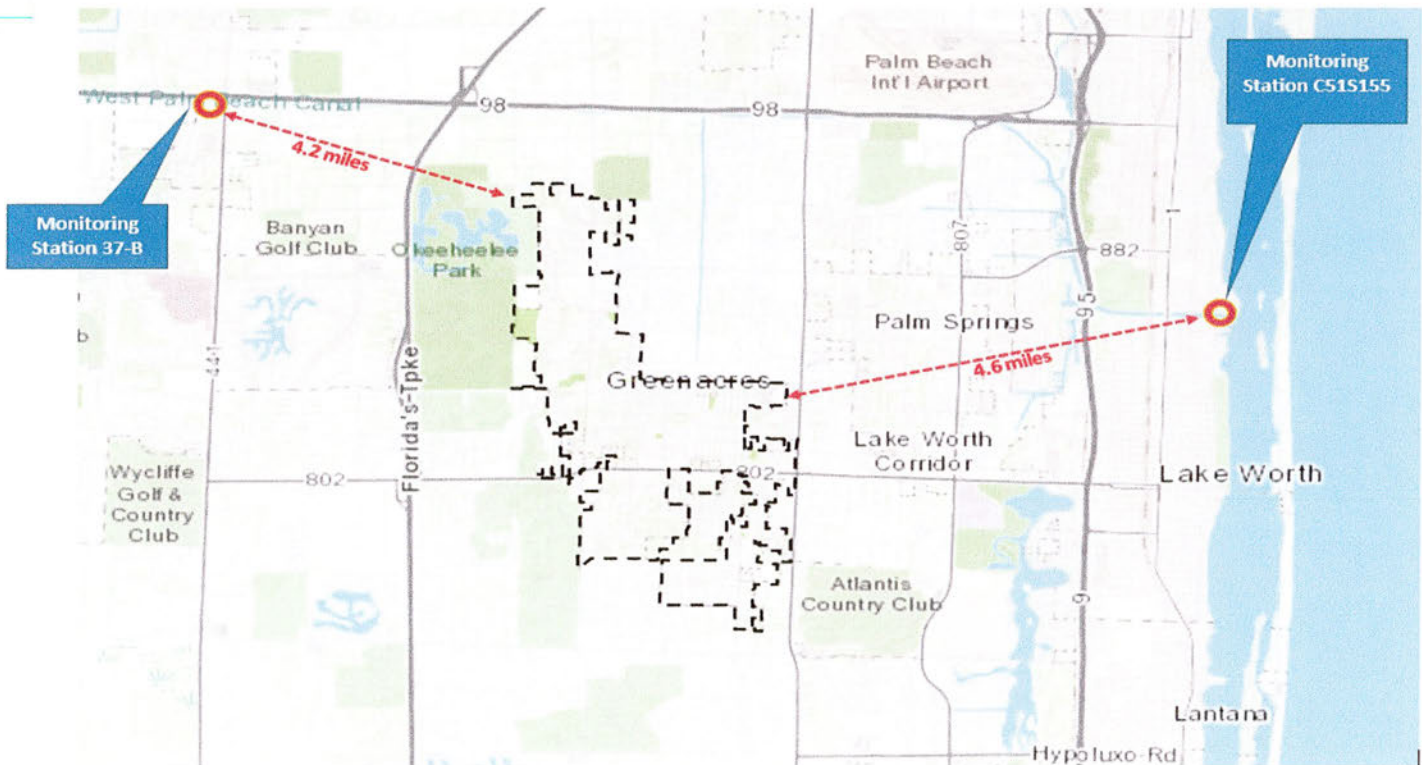 Monitoring
Station C51S155
Palm Beach
Int'l Airport
West Palm Beach Canal
98
98
4.2 miles
1
Monitoring
Station 37-B
Banyan
Golf Club
Okeeheelee
Park
807
882
Palm Springs
95
b
441
Florida's-Tpke
Greenacres
4.6 miles
Lake Worth
Corridor
802
802
Lake Worth
Wycliffe
Golf &
Country
Club
Atlantis
Country Club
9
Lantana
Hypoluxo Rd